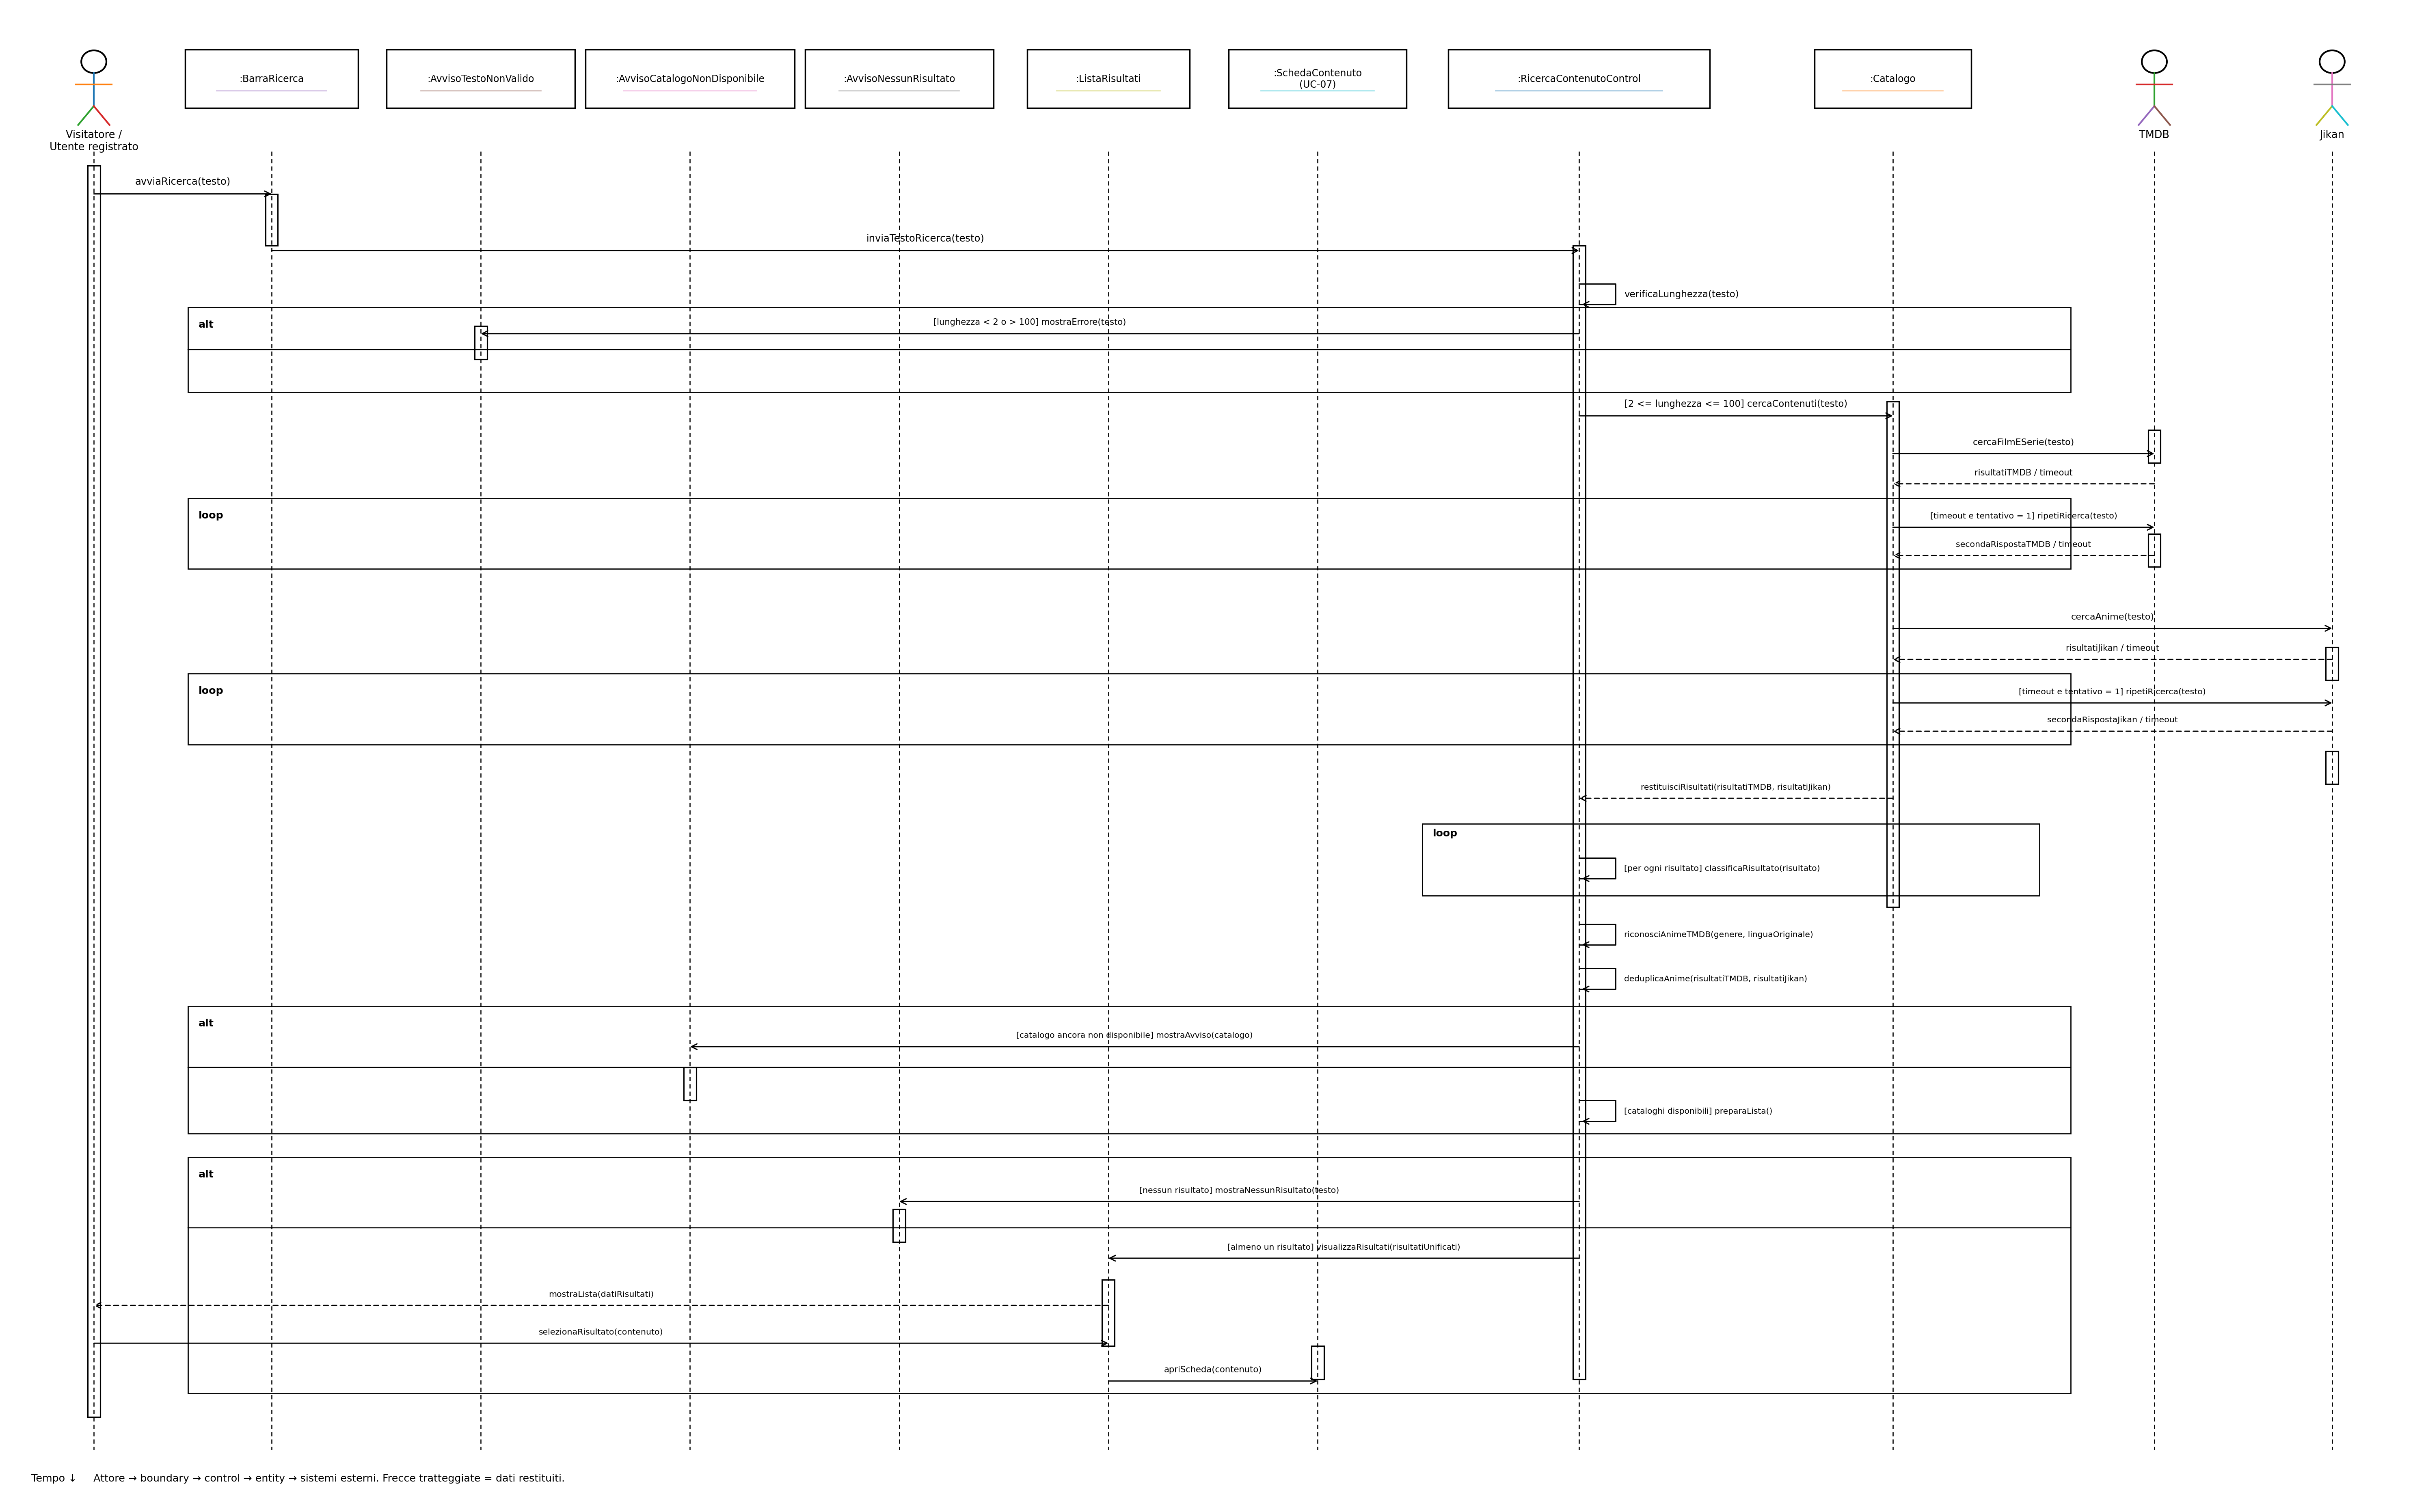 :BarraRicerca
:AvvisoTestoNonValido
:AvvisoCatalogoNonDisponibile
:AvvisoNessunRisultato
:ListaRisultati
:SchedaContenuto
(UC-07)
:RicercaContenutoControl
:Catalogo
Visitatore /
Utente registrato
TMDB
Jikan
avviaRicerca(testo)
inviaTestoRicerca(testo)
verificaLunghezza(testo)
alt
[lunghezza < 2 o > 100] mostraErrore(testo)
[2 <= lunghezza <= 100] cercaContenuti(testo)
cercaFilmESerie(testo)
risultatiTMDB / timeout
loop
[timeout e tentativo = 1] ripetiRicerca(testo)
secondaRispostaTMDB / timeout
cercaAnime(testo)
risultatiJikan / timeout
loop
[timeout e tentativo = 1] ripetiRicerca(testo)
secondaRispostaJikan / timeout
restituisciRisultati(risultatiTMDB, risultatiJikan)
loop
[per ogni risultato] classificaRisultato(risultato)
riconosciAnimeTMDB(genere, linguaOriginale)
deduplicaAnime(risultatiTMDB, risultatiJikan)
alt
[catalogo ancora non disponibile] mostraAvviso(catalogo)
[cataloghi disponibili] preparaLista()
alt
[nessun risultato] mostraNessunRisultato(testo)
[almeno un risultato] visualizzaRisultati(risultatiUnificati)
mostraLista(datiRisultati)
selezionaRisultato(contenuto)
apriScheda(contenuto)
Tempo ↓ Attore → boundary → control → entity → sistemi esterni. Frecce tratteggiate = dati restituiti.